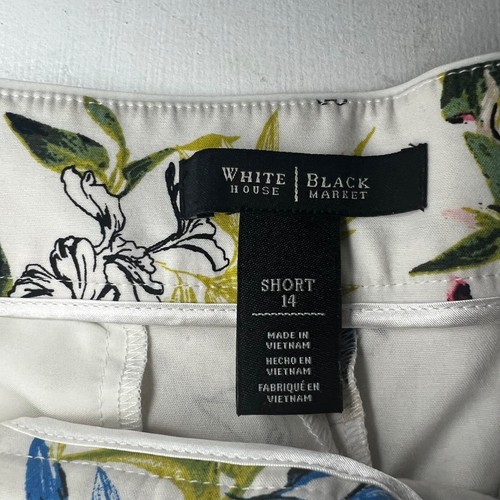 WHITE | BLACK
HOUSE | MARKET
SHORT
14
MADE IN
VIETNAM
HECHO EN
VIETNAM
FABRIQUÉ EN
VIETNAM